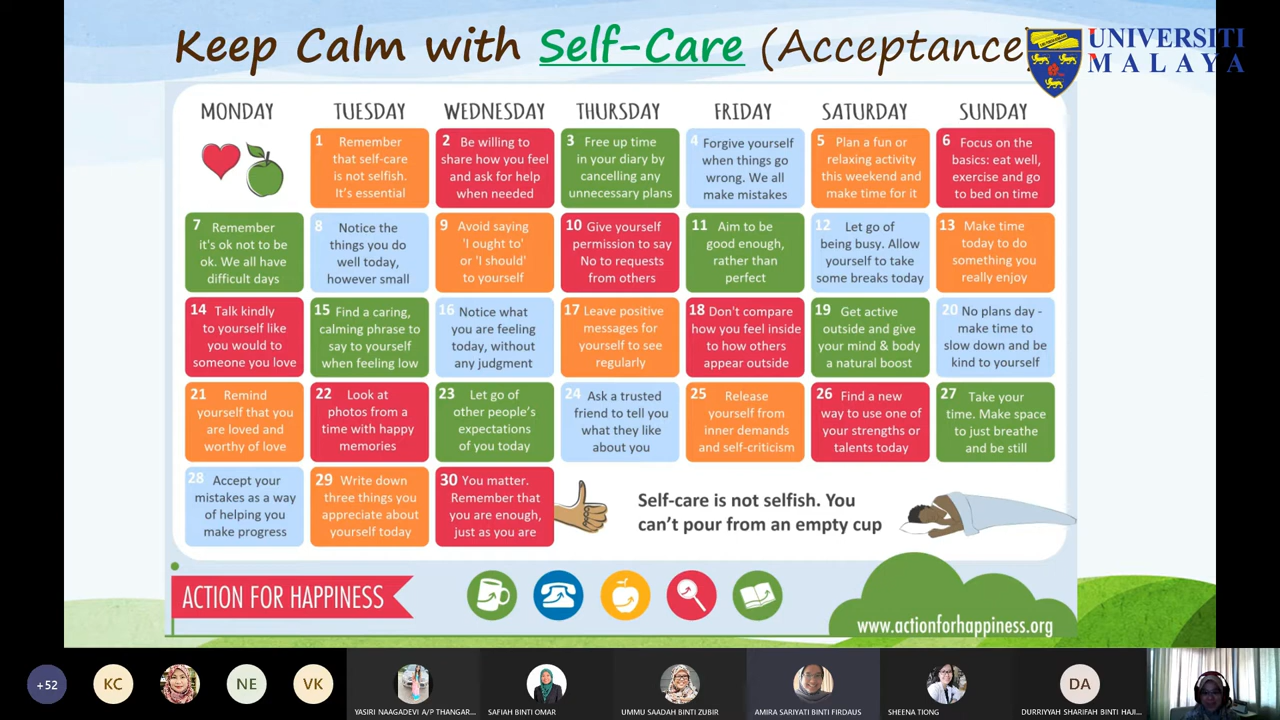 Keep Calm with Self-Care (Acceptance)
UNIVERSITI
MALAYA
MONDAY
TUESDAY
WEDNESDAY
THURSDAY
FRIDAY
SATURDAY
SUNDAY
1 Remember
that self-care
is not selfish.
It's essential
2 Be willing to
share how you feel
and ask for help
when needed
3 Free up time
in your diary by
cancelling any
unnecessary plans
4 Forgive yourself
when things go
wrong. We all
make mistakes
5 Plan a fun or
relaxing activity
this weekend and
make time for it
6 Focus on the
basics: eat well,
exercise and go
to bed on time
7 Remember
it's ok not to be
ok. We all have
difficult days
8 Notice the
things you do
well today,
however small
9 Avoid saying
'I ought to'
or 'I should'
to yourself
10 Give yourself
permission to say
No to requests
from others
11 Aim to be
good enough,
rather than
perfect
12 Let go of
being busy. Allow
yourself to take
some breaks today
13 Make time
today to do
something you
really enjoy
14 Talk kindly
to yourself like
you would to
someone you love
15 Find a caring,
calming phrase to
say to yourself
when feeling low
16 Notice what
you are feeling
today, without
any judgment
17 Leave positive
messages for
yourself to see
regularly
18 Don't compare
how you feel inside
to how others
appear outside
19 Get active
outside and give
your mind & body
a natural boost
20 No plans day -
make time to
slow down and be
kind to yourself
21 Remind
yourself that you
are loved and
worthy of love
22 Look at
photos from a
time with happy
memories
23 Let go of
other people's
expectations
of you today
24 Ask a trusted
friend to tell you
what they like
about you
25 Release
yourself from
inner demands
and self-criticism
26 Find a new
way to use one of
your strengths or
talents today
27 Take your
time. Make space
to just breathe
and be still
28 Accept your
mistakes as a way
of helping you
make progress
29 Write down
three things you
appreciate about
yourself today
30 You matter.
Remember that
you are enough,
just as you are
Self-care is not selfish. You
can't pour from an empty cup
ACTION FOR HAPPINESS
www.actionforhappiness.org
+52
KC
NE
VK
YASIRI NAAGADEVI A/P THANGAR...
SAFIAH BINTI OMAR
UMMU SAADAH BINTI ZUBIR
AMIRA SARIYATI BINTI FIRDAUS
SHEENA TIONG
DA
DURRIYYAH SHARIFAH BINTI HAJI...